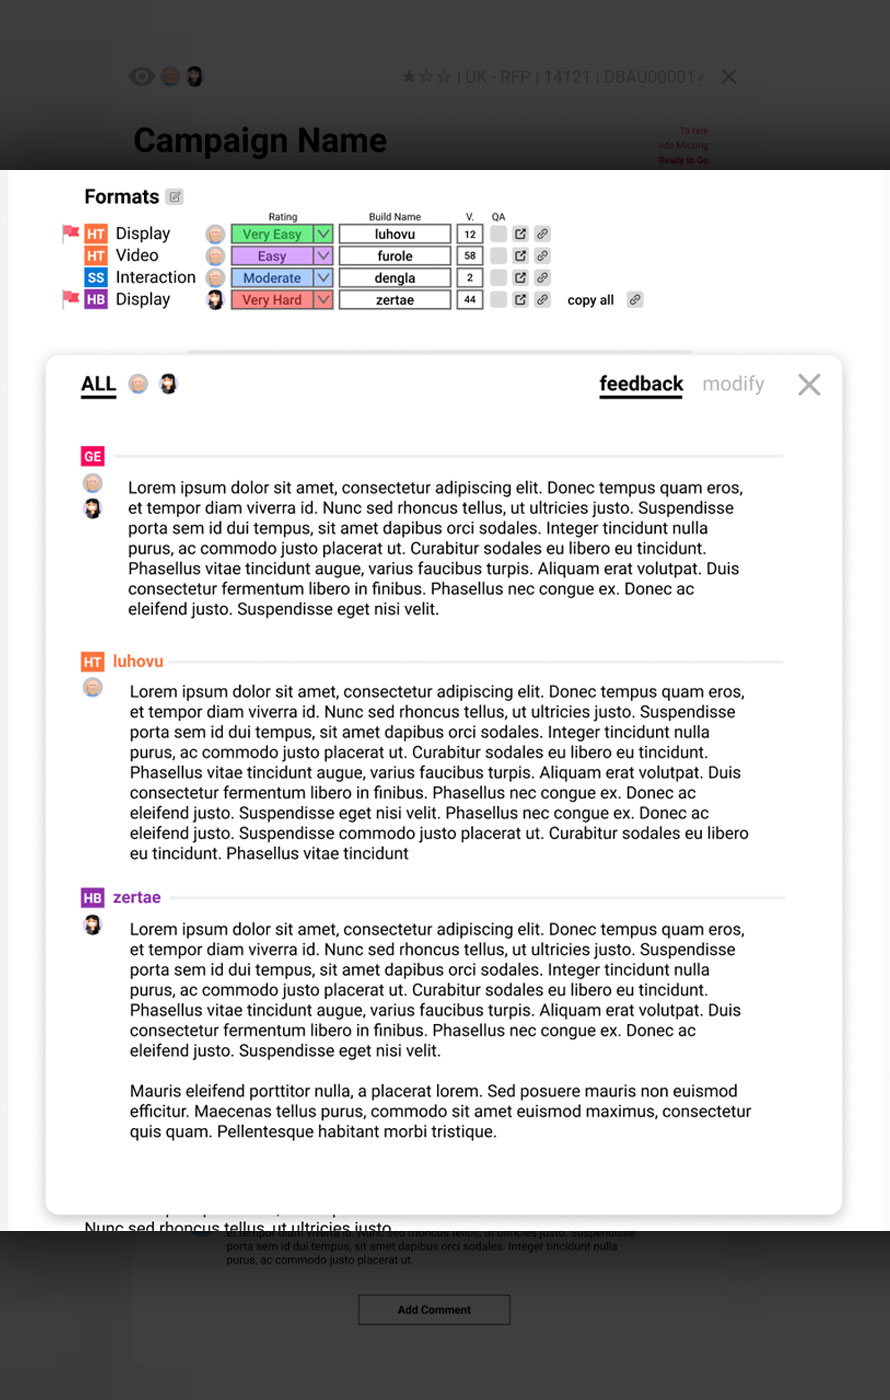 ★☆☆ | UK - RFP | 14121 | DBAU00001
Campaign Name
To rate
Info Missing
Ready to Go
Formats
Rating Build Name V. QA
HT Display Very Easy luhovu 12
HT Video Easy furole 58
SS Interaction Moderate dengla 2
HB Display Very Hard zertae 44 copy all
ALL feedback modify
GE
Lorem ipsum dolor sit amet, consectetur adipiscing elit. Donec tempus quam eros,
et tempor diam viverra id. Nunc sed rhoncus tellus, ut ultricies justo. Suspendisse
porta sem id dui tempus, sit amet dapibus orci sodales. Integer tincidunt nulla
purus, ac commodo justo placerat ut. Curabitur sodales eu libero eu tincidunt.
Phasellus vitae tincidunt augue, varius faucibus turpis. Aliquam erat volutpat. Duis
consectetur fermentum libero in finibus. Phasellus nec congue ex. Donec ac
eleifend justo. Suspendisse eget nisi velit.
HT luhovu
Lorem ipsum dolor sit amet, consectetur adipiscing elit. Donec tempus quam eros,
et tempor diam viverra id. Nunc sed rhoncus tellus, ut ultricies justo. Suspendisse
porta sem id dui tempus, sit amet dapibus orci sodales. Integer tincidunt nulla
purus, ac commodo justo placerat ut. Curabitur sodales eu libero eu tincidunt.
Phasellus vitae tincidunt augue, varius faucibus turpis. Aliquam erat volutpat. Duis
consectetur fermentum libero in finibus. Phasellus nec congue ex. Donec ac
eleifend justo. Suspendisse eget nisi velit. Phasellus nec congue ex. Donec ac
eleifend justo. Suspendisse commodo justo placerat ut. Curabitur sodales eu libero
eu tincidunt. Phasellus vitae tincidunt
HB zertae
Lorem ipsum dolor sit amet, consectetur adipiscing elit. Donec tempus quam eros,
et tempor diam viverra id. Nunc sed rhoncus tellus, ut ultricies justo. Suspendisse
porta sem id dui tempus, sit amet dapibus orci sodales. Integer tincidunt nulla
purus, ac commodo justo placerat ut. Curabitur sodales eu libero eu tincidunt.
Phasellus vitae tincidunt augue, varius faucibus turpis. Aliquam erat volutpat. Duis
consectetur fermentum libero in finibus. Phasellus nec congue ex. Donec ac
eleifend justo. Suspendisse eget nisi velit.
Mauris eleifend porttitor nulla, a placerat lorem. Sed posuere mauris non euismod
efficitur. Maecenas tellus purus, commodo sit amet euismod maximus, consectetur
quis quam. Pellentesque habitant morbi tristique.
Nunc sed rhoncus tellus, ut ultricies justo
et tempor diam viverra id. Nunc sed rhoncus tellus, ut ultricies justo. Suspendisse
porta sem id dui tempus, sit amet dapibus orci sodales. Integer tincidunt nulla
purus, ac commodo justo placerat ut.
Add Comment